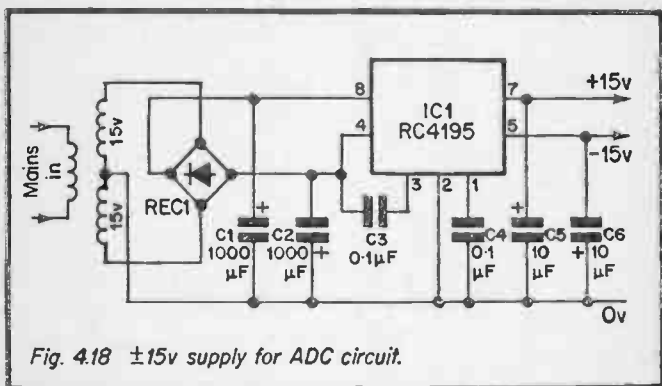 Mains
in
15v
15v
REC1
8
4
IC1
RC4195
7
5
3
2
1
+15v
-15v
+
C1
1000
µF
C2
1000
µF
+
C3
0·1µF
C4
0·1
µF
+
C5
10
µF
C6
+
10
µF
0v
Fig. 4.18 ±15v supply for ADC circuit.